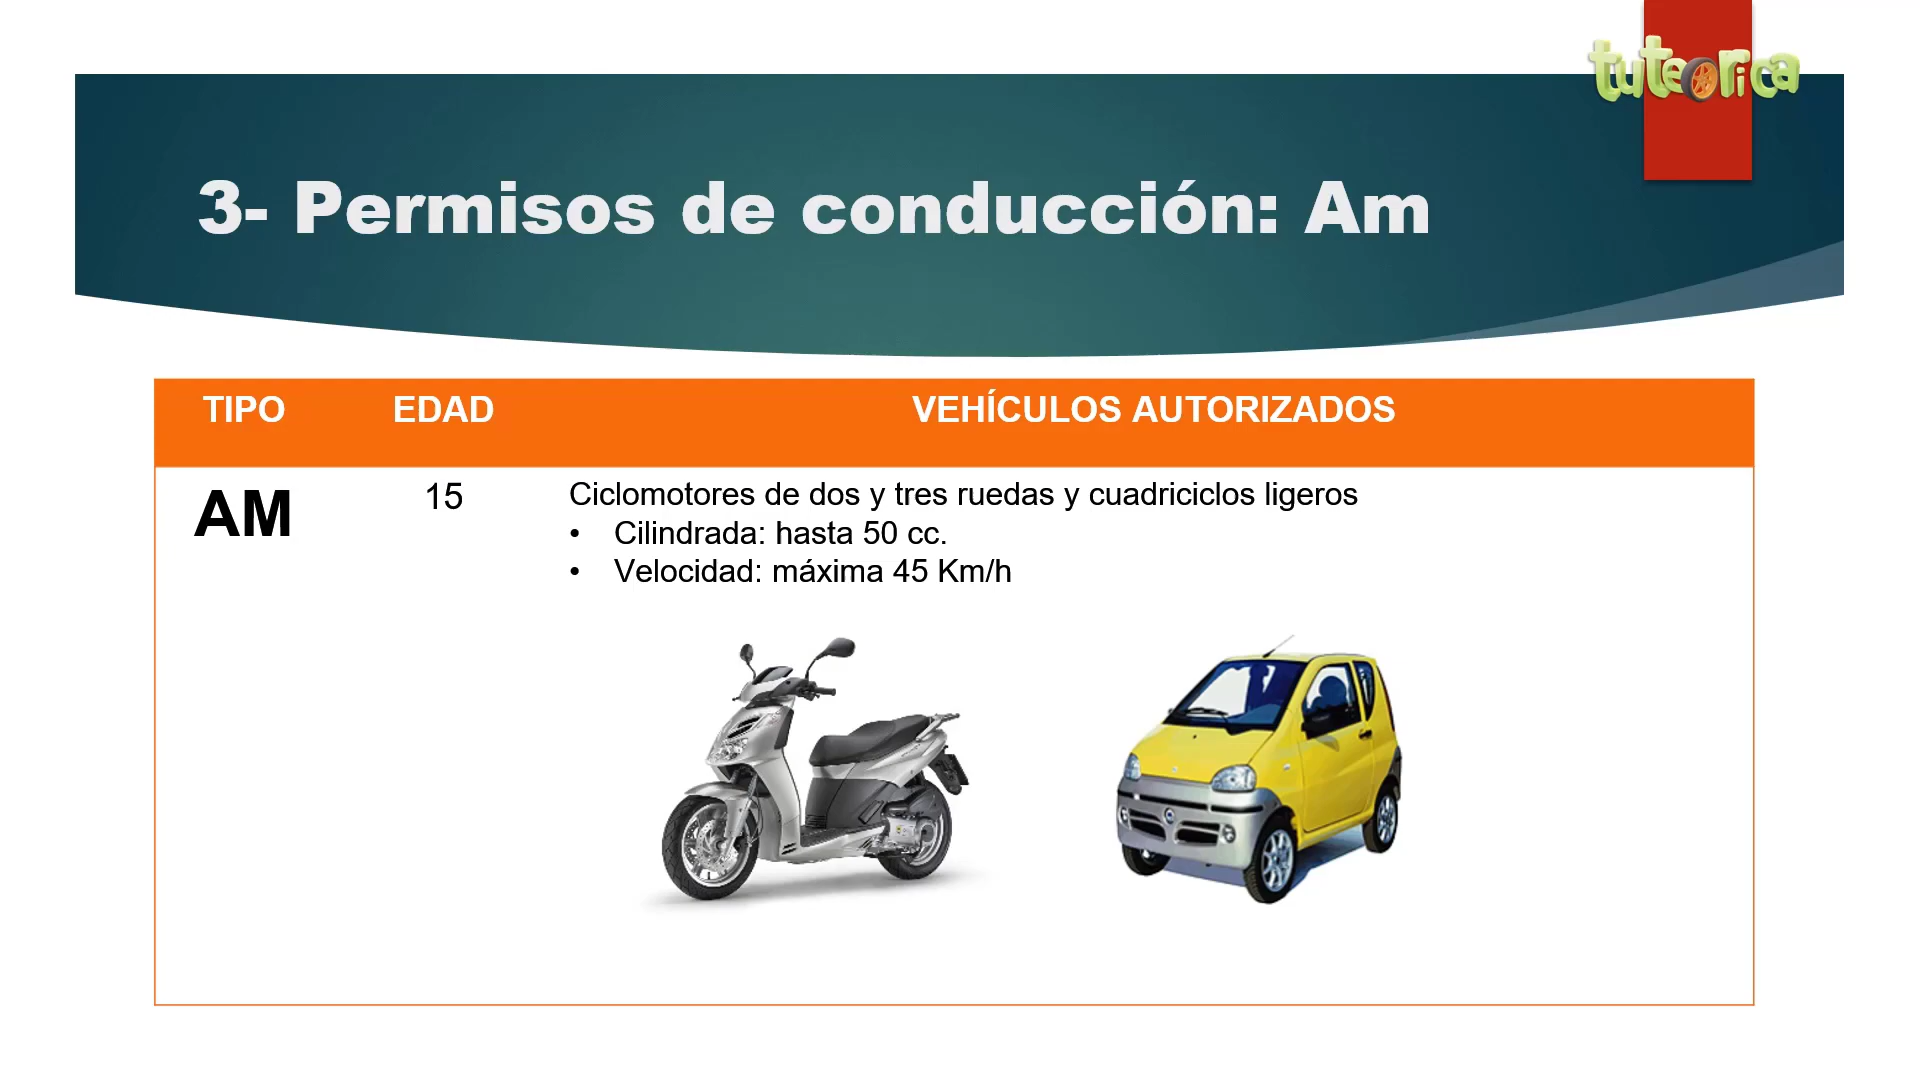 tuteorica
3- Permisos de conducción: Am
TIPO EDAD VEHÍCULOS AUTORIZADOS
AM 15 Ciclomotores de dos y tres ruedas y cuadriciclos ligeros
• Cilindrada: hasta 50 cc.
• Velocidad: máxima 45 Km/h